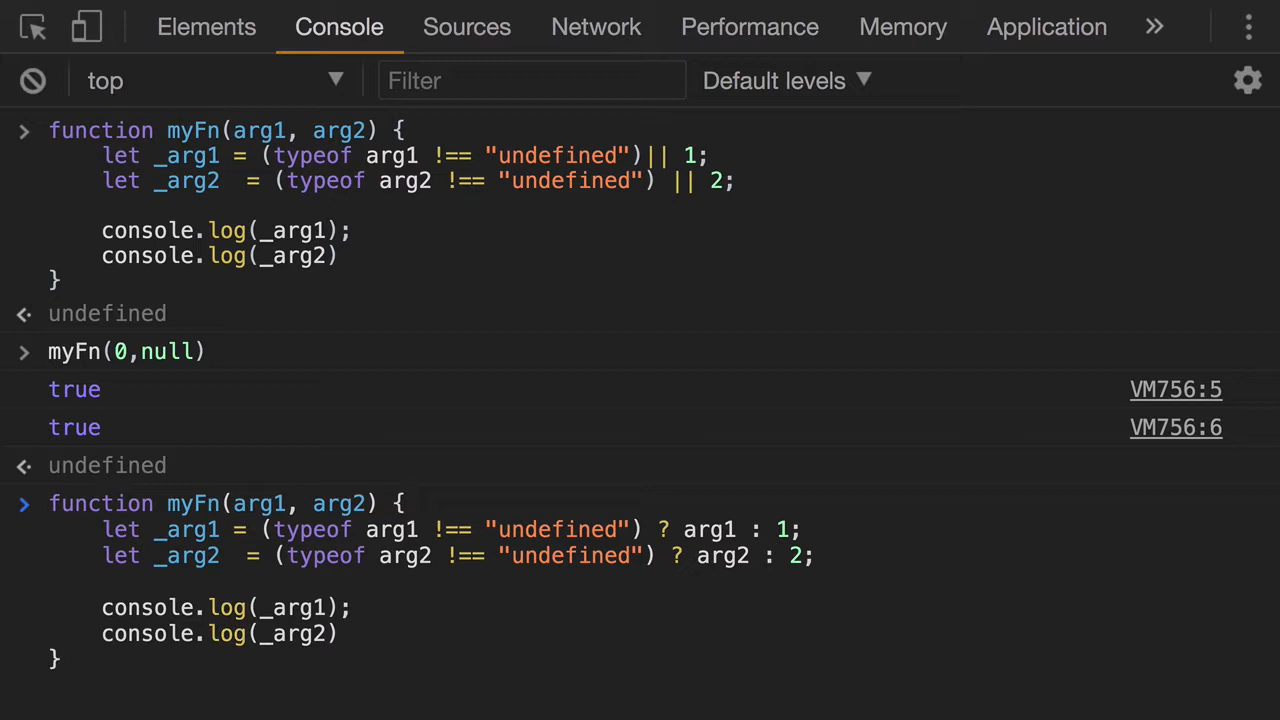 Elements Console Sources Network Performance Memory Application »
top Filter Default levels
> function myFn(arg1, arg2) {
    let _arg1 = (typeof arg1 !== "undefined")|| 1;
    let _arg2  = (typeof arg2 !== "undefined") || 2;
    console.log(_arg1);
    console.log(_arg2)
}
undefined
> myFn(0,null)
true VM756:5
true VM756:6
undefined
> function myFn(arg1, arg2) {
    let _arg1 = (typeof arg1 !== "undefined") ? arg1 : 1;
    let _arg2  = (typeof arg2 !== "undefined") ? arg2 : 2;
    console.log(_arg1);
    console.log(_arg2)
}